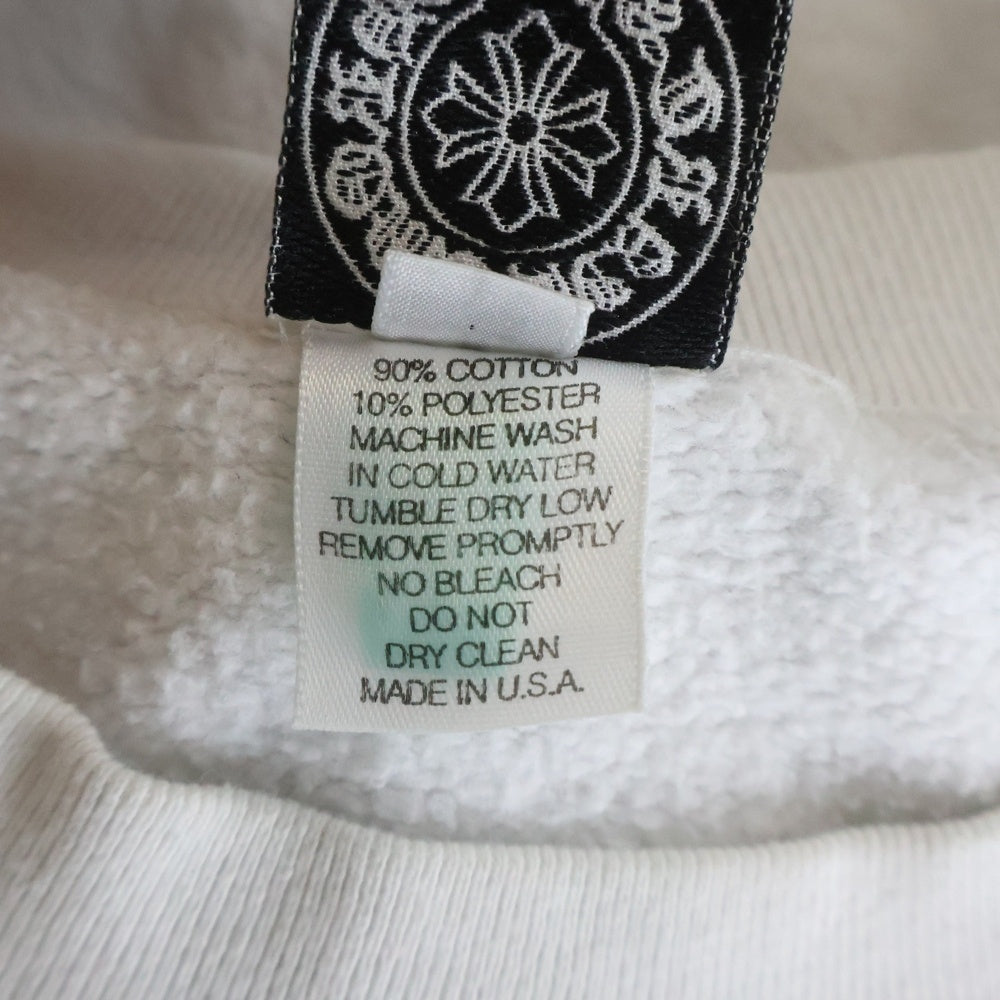 90% COTTON
10% POLYESTER
MACHINE WASH
IN COLD WATER
TUMBLE DRY LOW
REMOVE PROMPTLY
NO BLEACH
DO NOT
DRY CLEAN
MADE IN U.S.A.